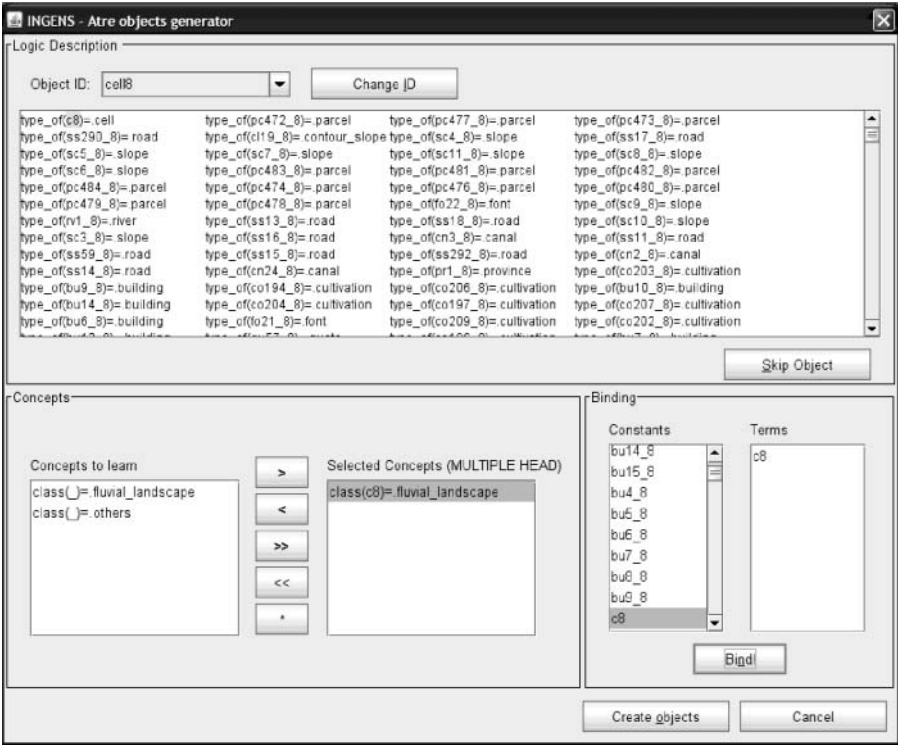 INGENS - Atre objects generator
Logic Description
Object ID: cell8 Change ID
type_of(c8)=.cell type_of(pc472_8)=.parcel type_of(pc477_8)=.parcel type_of(pc473_8)=.parcel
type_of(ss290_8)=.road type_of(cl19_8)=.contour_slope type_of(sc4_8)=.slope type_of(ss17_8)=.road
type_of(sc5_8)=.slope type_of(sc7_8)=.slope type_of(sc11_8)=.slope type_of(sc8_8)=.slope
type_of(sc6_8)=.slope type_of(pc483_8)=.parcel type_of(pc481_8)=.parcel type_of(pc482_8)=.parcel
type_of(pc484_8)=.parcel type_of(pc474_8)=.parcel type_of(pc476_8)=.parcel type_of(pc480_8)=.parcel
type_of(pc479_8)=.parcel type_of(pc478_8)=.parcel type_of(fo22_8)=.font type_of(sc9_8)=.slope
type_of(rv1_8)=.river type_of(ss13_8)=.road type_of(ss18_8)=.road type_of(sc10_8)=.slope
type_of(sc3_8)=.slope type_of(ss16_8)=.road type_of(cn3_8)=.canal type_of(ss11_8)=.road
type_of(ss59_8)=.road type_of(ss15_8)=.road type_of(ss292_8)=.road type_of(cn2_8)=.canal
type_of(ss14_8)=.road type_of(cn24_8)=.canal type_of(pr1_8)=.province type_of(co203_8)=.cultivation
type_of(bu9_8)=.building type_of(co194_8)=.cultivation type_of(co206_8)=.cultivation type_of(bu10_8)=.building
type_of(bu14_8)=.building type_of(co204_8)=.cultivation type_of(co197_8)=.cultivation type_of(co207_8)=.cultivation
type_of(bu6_8)=.building type_of(fo21_8)=.font type_of(co209_8)=.cultivation type_of(co202_8)=.cultivation
Skip Object
Concepts
Concepts to learn
class(_)=.fluvial_landscape
class(_)=.others
>
<
>>
<<
*
Selected Concepts (MULTIPLE HEAD)
class(c8)=.fluvial_landscape
Binding
Constants
bu14_8
bu15_8
bu4_8
bu5_8
bu6_8
bu7_8
bu8_8
bu9_8
c8
Terms
c8
Bind!
Create objects Cancel